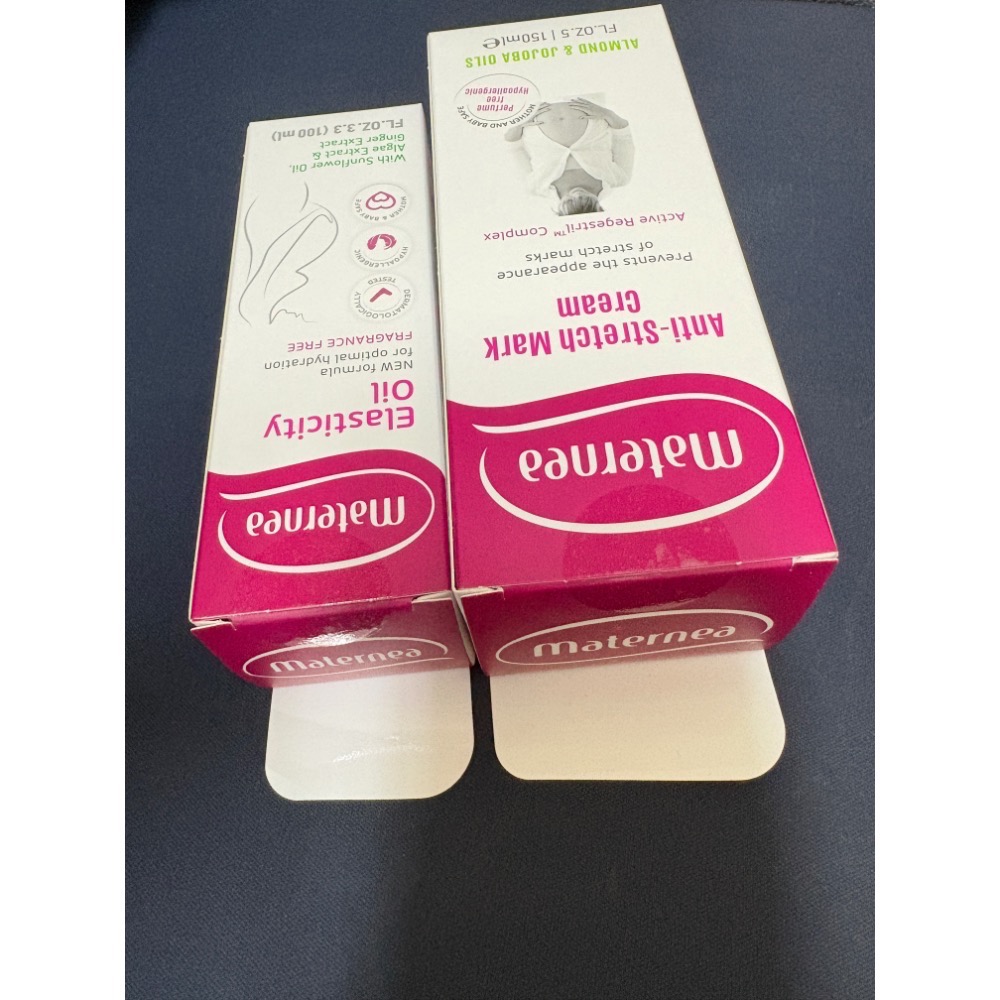 maternea
Elasticity
Oil
NEW formula
for optimal hydration
FRAGRANCE FREE
DERMATOLOGICALLY
TESTED
HYPOALLERGENIC
MOTHER & BABY SAFE
With Sunflower Oil,
Algae Extract &
Ginger Extract
FL.OZ.3.3 (100 ml)
maternea
maternea
Anti-Stretch Mark
Cream
Prevents the appearance
of stretch marks
Active Regestril™ Complex
MOTHER AND BABY SAFE
Perfume
free
Hypoallergenic
ALMOND & JOJOBA OILS
FL.OZ.5 | 150ml℮
maternea